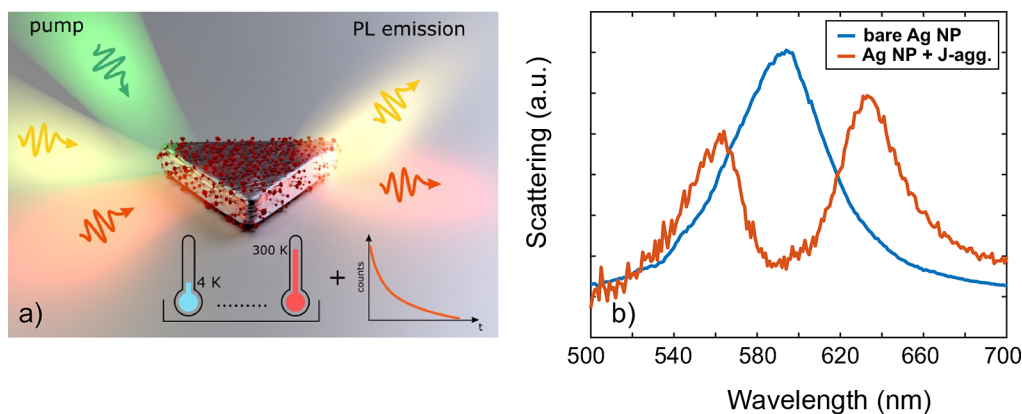 pump
PL emission
4 K
300 K
+
counts
t
a)
bare Ag NP
Ag NP + J-agg.
Scattering (a.u.)
b)
500 540 580 620 660 700
Wavelength (nm)